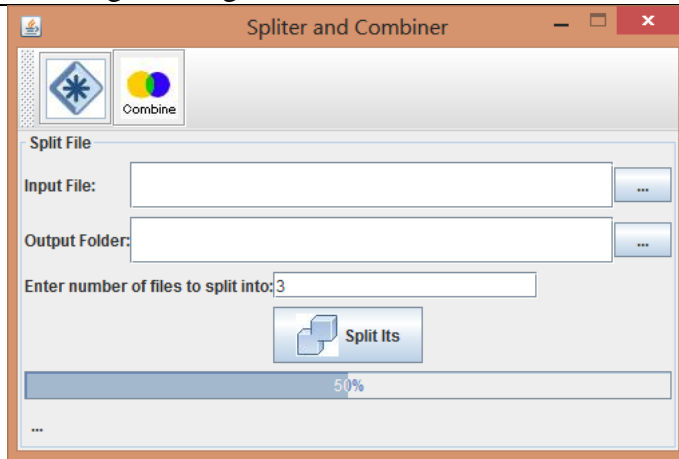 Spliter and Combiner
Combine
Split File
Input File:
...
Output Folder:
...
Enter number of files to split into:3
Split Its
50%
...